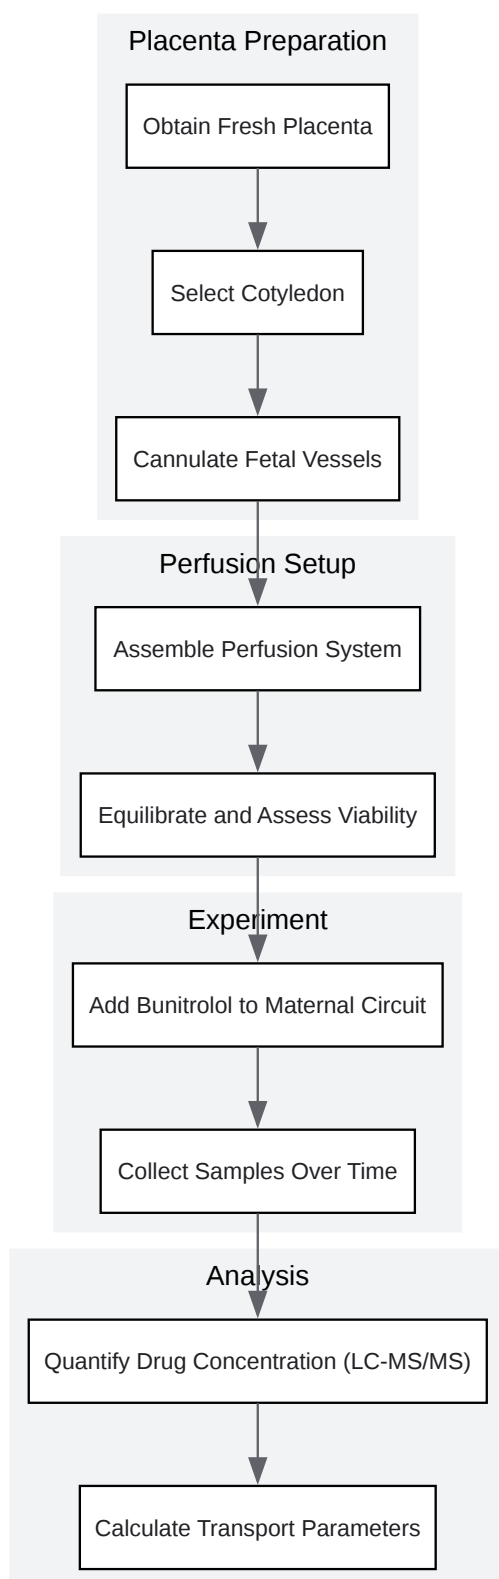 Placenta Preparation
Obtain Fresh Placenta
Select Cotyledon
Cannulate Fetal Vessels
Perfusion Setup
Assemble Perfusion System
Equilibrate and Assess Viability
Experiment
Add Bunitrolol to Maternal Circuit
Collect Samples Over Time
Analysis
Quantify Drug Concentration (LC-MS/MS)
Calculate Transport Parameters